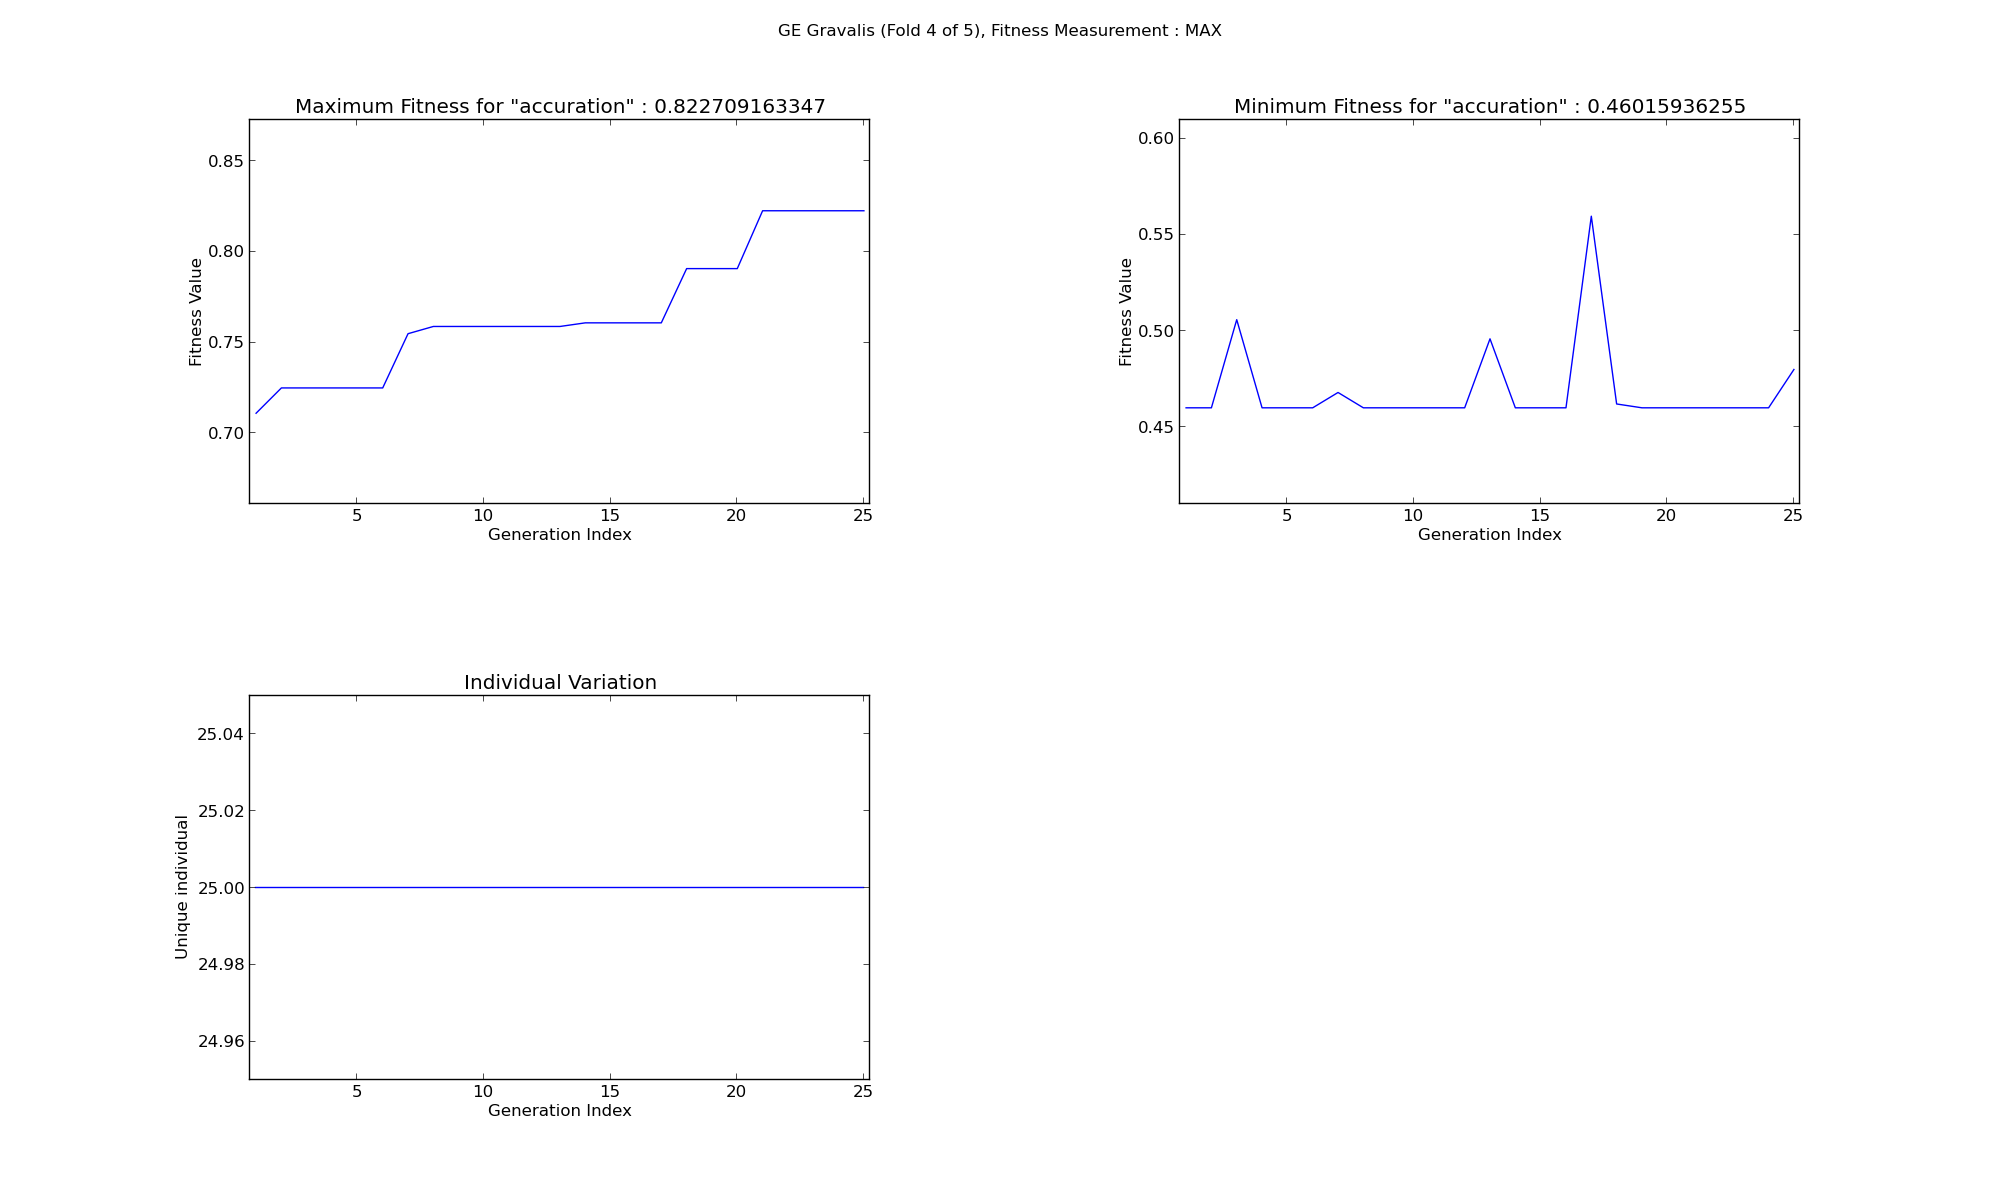 GE Gravalis (Fold 4 of 5), Fitness Measurement : MAX
Maximum Fitness for "accuration" : 0.822709163347
0.85
0.80
0.75
0.70
Fitness Value
5 10 15 20 25
Generation Index
Minimum Fitness for "accuration" : 0.46015936255
0.60
0.55
0.50
0.45
Fitness Value
5 10 15 20 25
Generation Index
Individual Variation
25.04
25.02
25.00
24.98
24.96
Unique individual
5 10 15 20 25
Generation Index